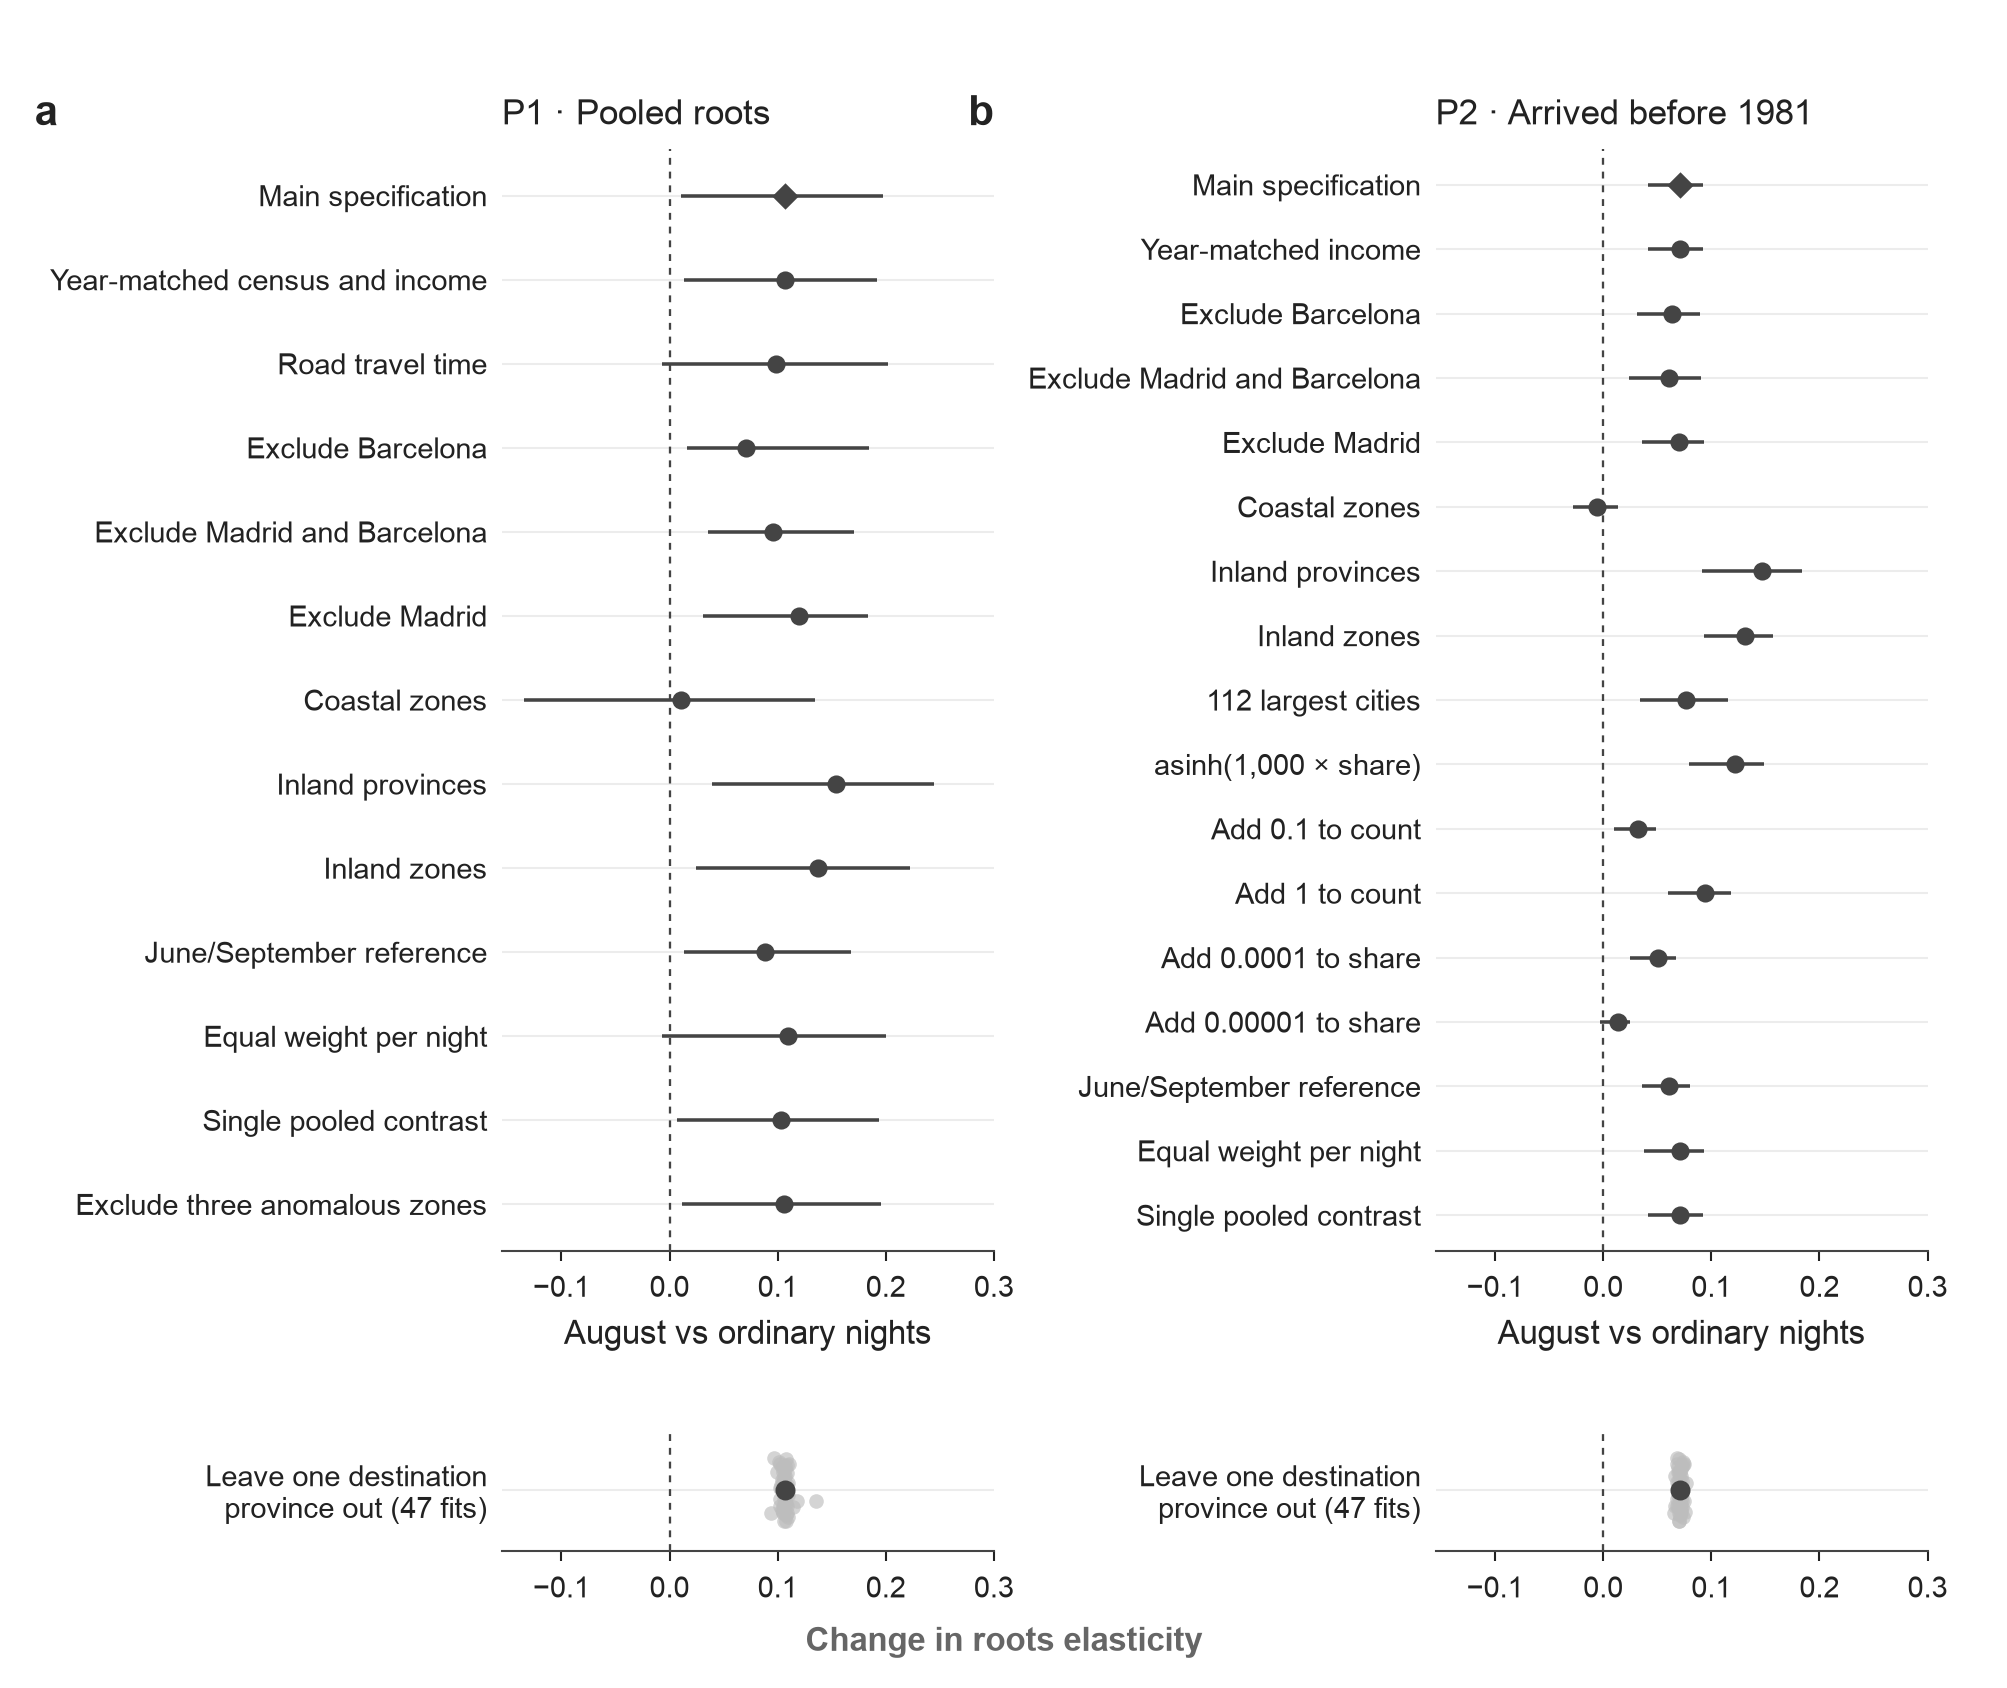 a
P1 · Pooled roots
Main specification
Year-matched census and income
Road travel time
Exclude Barcelona
Exclude Madrid and Barcelona
Exclude Madrid
Coastal zones
Inland provinces
Inland zones
June/September reference
Equal weight per night
Single pooled contrast
Exclude three anomalous zones
−0.1 0.0 0.1 0.2 0.3
August vs ordinary nights
Leave one destination
province out (47 fits)
−0.1 0.0 0.1 0.2 0.3
b
P2 · Arrived before 1981
Main specification
Year-matched income
Exclude Barcelona
Exclude Madrid and Barcelona
Exclude Madrid
Coastal zones
Inland provinces
Inland zones
112 largest cities
asinh(1,000 × share)
Add 0.1 to count
Add 1 to count
Add 0.0001 to share
Add 0.00001 to share
June/September reference
Equal weight per night
Single pooled contrast
−0.1 0.0 0.1 0.2 0.3
August vs ordinary nights
Leave one destination
province out (47 fits)
−0.1 0.0 0.1 0.2 0.3
Change in roots elasticity